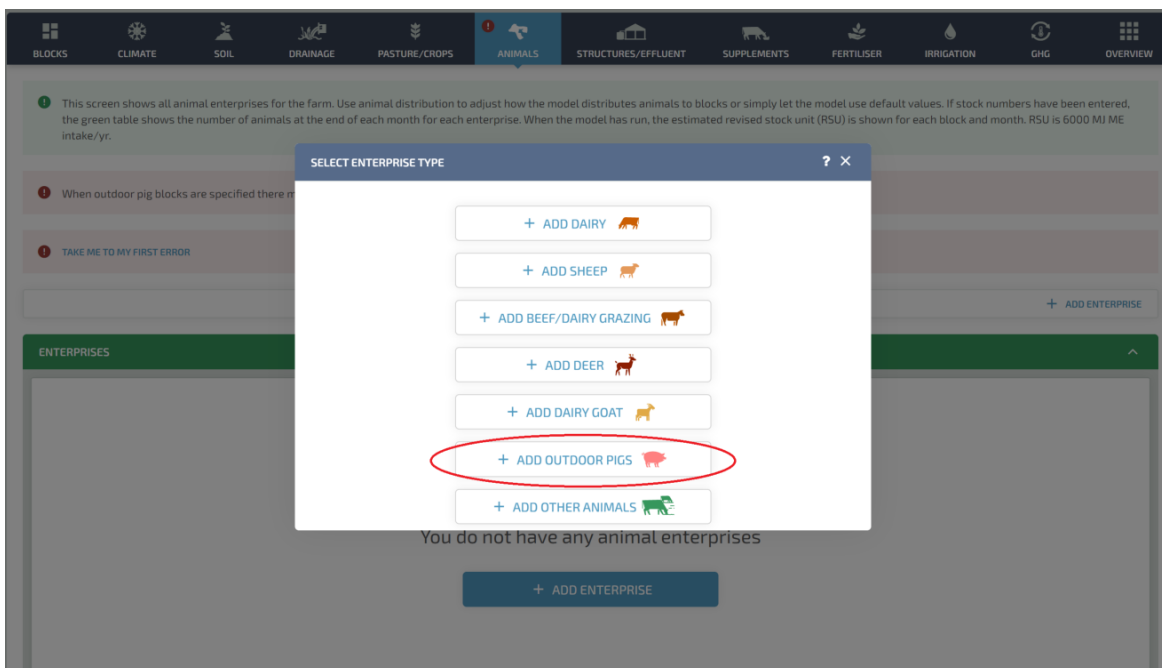 BLOCKS CLIMATE SOIL DRAINAGE PASTURE/CROPS ANIMALS STRUCTURES/EFFLUENT SUPPLEMENTS FERTILISER IRRIGATION GHG OVERVIEW
This screen shows all animal enterprises for the farm. Use animal distribution to adjust how the model distributes animals to blocks or simply let the model use default values. If stock numbers have been entered,
the green table shows the number of animals at the end of each month for each enterprise. When the model has run, the estimated revised stock unit (RSU) is shown for each block and month. RSU is 6000 MJ ME
intake/yr.
SELECT ENTERPRISE TYPE ? ×
When outdoor pig blocks are specified there
+ ADD DAIRY
TAKE ME TO MY FIRST ERROR
+ ADD SHEEP
+ ADD ENTERPRISE
+ ADD BEEF/DAIRY GRAZING
ENTERPRISES
+ ADD DEER
+ ADD DAIRY GOAT
+ ADD OUTDOOR PIGS
+ ADD OTHER ANIMALS
You do not have any animal enterprises
+ ADD ENTERPRISE